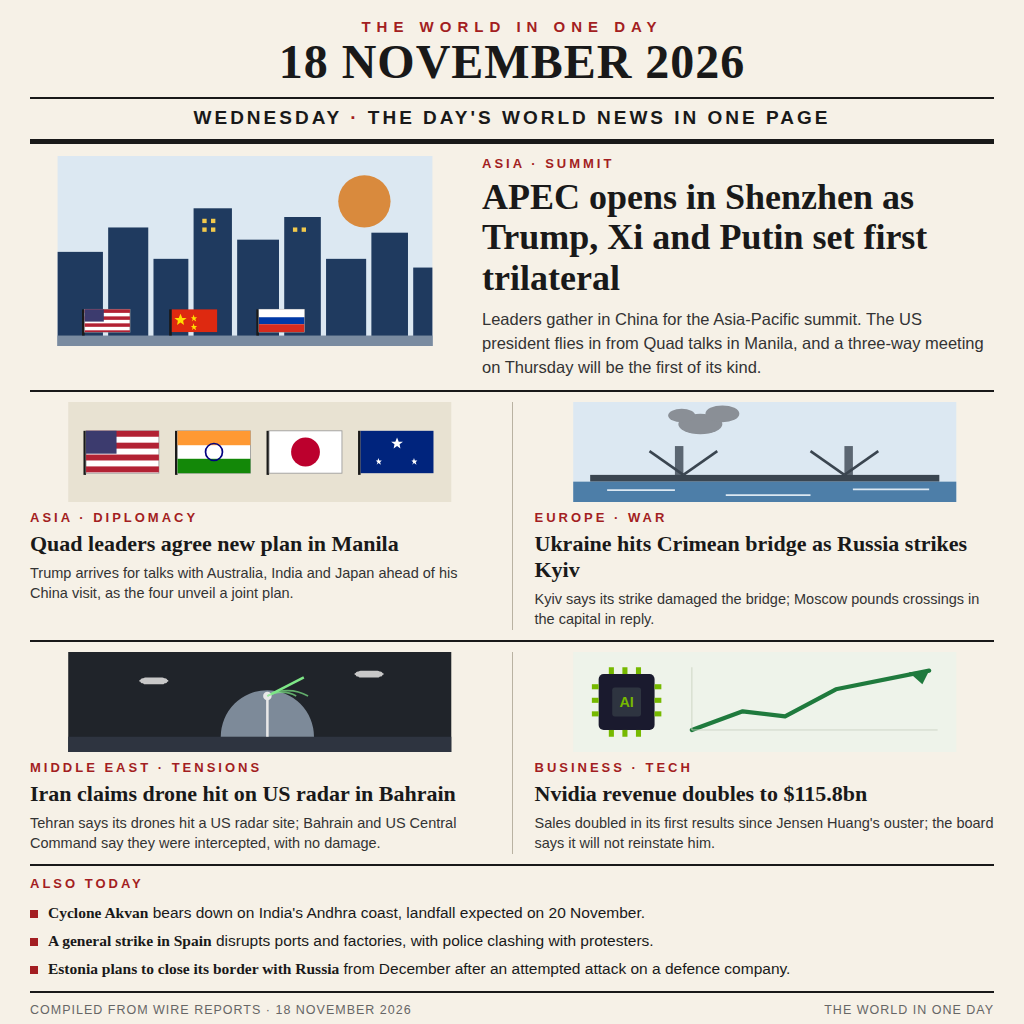 THE WORLD IN ONE DAY
18 NOVEMBER 2026
WEDNESDAY · THE DAY'S WORLD NEWS IN ONE PAGE
ASIA · SUMMIT
APEC opens in Shenzhen as
Trump, Xi and Putin set first
trilateral
Leaders gather in China for the Asia-Pacific summit. The US
president flies in from Quad talks in Manila, and a three-way meeting
on Thursday will be the first of its kind.
ASIA · DIPLOMACY
Quad leaders agree new plan in Manila
Trump arrives for talks with Australia, India and Japan ahead of his
China visit, as the four unveil a joint plan.
EUROPE · WAR
Ukraine hits Crimean bridge as Russia strikes
Kyiv
Kyiv says its strike damaged the bridge; Moscow pounds crossings in
the capital in reply.
MIDDLE EAST · TENSIONS
Iran claims drone hit on US radar in Bahrain
Tehran says its drones hit a US radar site; Bahrain and US Central
Command say they were intercepted, with no damage.
AI
BUSINESS · TECH
Nvidia revenue doubles to $115.8bn
Sales doubled in its first results since Jensen Huang's ouster; the board
says it will not reinstate him.
ALSO TODAY
Cyclone Akvan bears down on India's Andhra coast, landfall expected on 20 November.
A general strike in Spain disrupts ports and factories, with police clashing with protesters.
Estonia plans to close its border with Russia from December after an attempted attack on a defence company.
COMPILED FROM WIRE REPORTS · 18 NOVEMBER 2026
THE WORLD IN ONE DAY